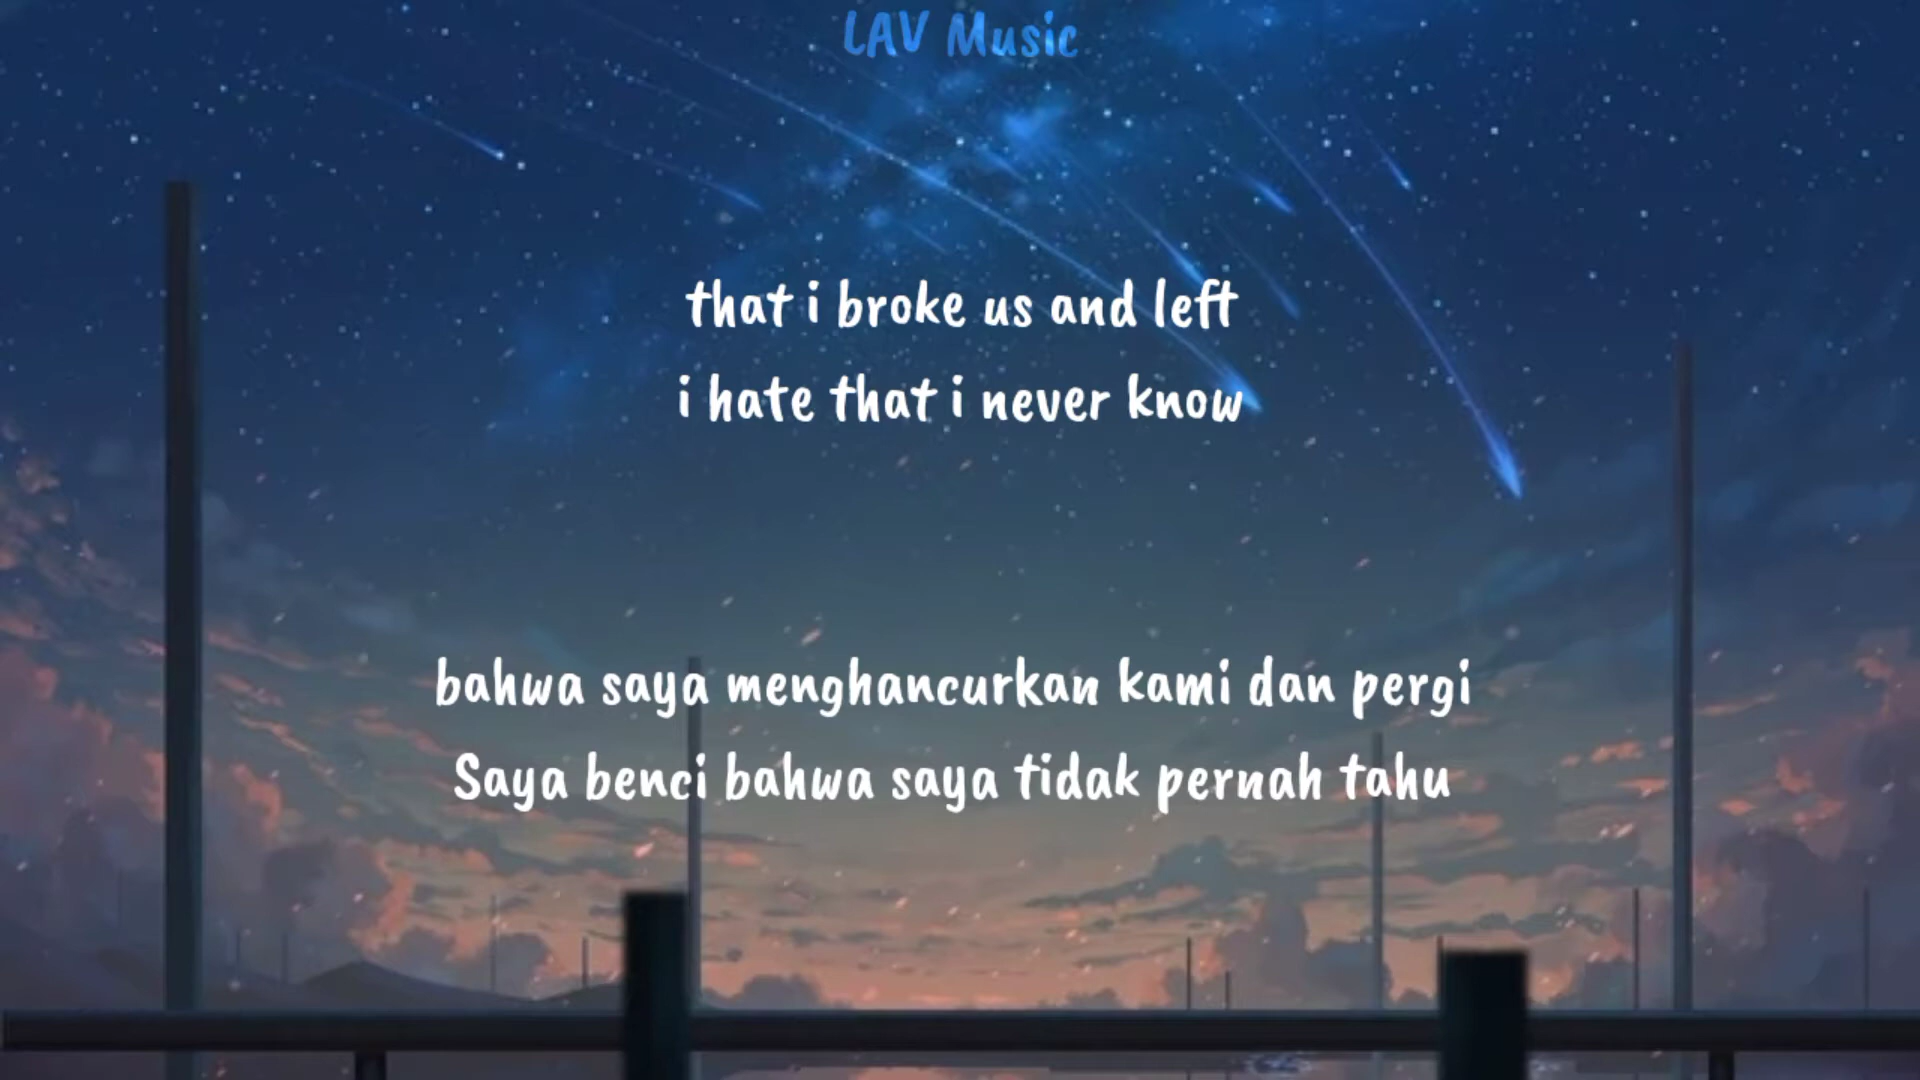 LAV Music
that i broke us and left
i hate that i never know
bahwa saya menghancurkan kami dan pergi
Saya benci bahwa saya tidak pernah tahu